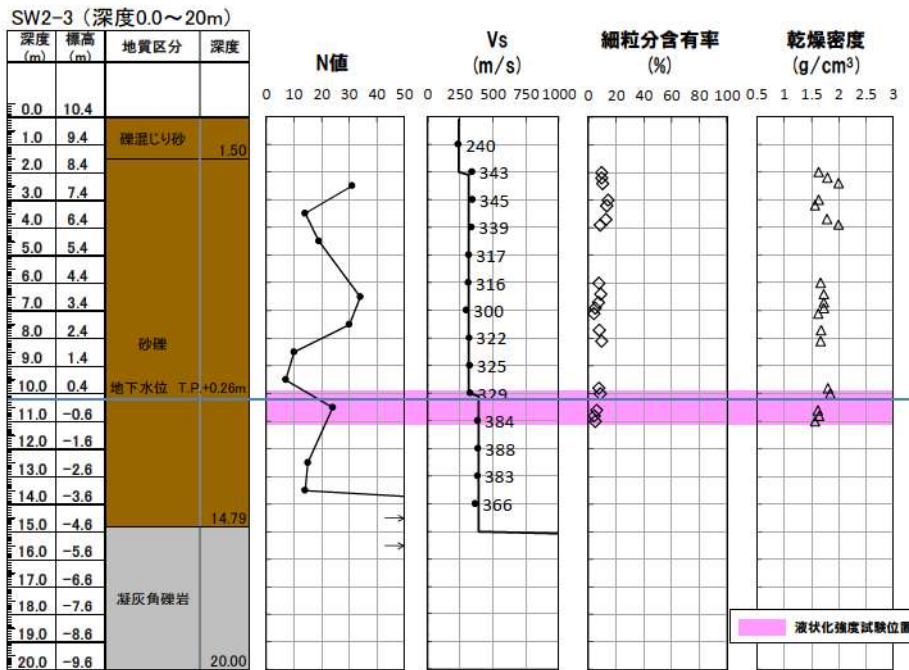 SW2-3（深度0.0～20m）
深度 標高 地質区分 深度
(m) (m)
N値
Vs
(m/s)
細粒分含有率
(%)
乾燥密度
(g/cm³)
0 10 20 30 40 50
0 250 500 750 1000
0 20 40 60 80 100
0.5 1 1.5 2 2.5 3
0.0 10.4
1.0 9.4 礫混じり砂 1.50 240
2.0 8.4 343
3.0 7.4 345
4.0 6.4 339
5.0 5.4 317
6.0 4.4 316
7.0 3.4 300
8.0 2.4 砂礫 322
9.0 1.4 325
10.0 0.4 地下水位 T.P.+0.26m 329
11.0 -0.6 384
12.0 -1.6 388
13.0 -2.6 383
14.0 -3.6 366
15.0 -4.6 14.79
16.0 -5.6
17.0 -6.6
18.0 -7.6 凝灰角礫岩
19.0 -8.6 液状化強度試験位置
20.0 -9.6 20.00